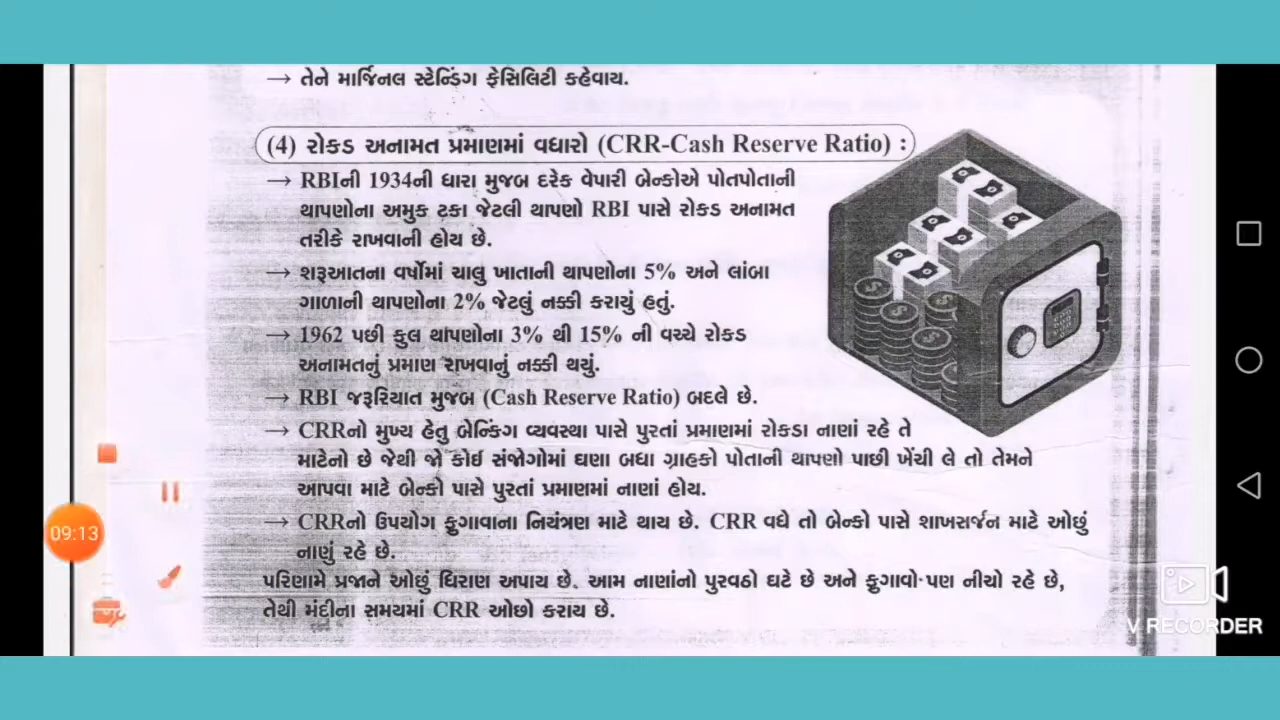 → તેને માર્જિનલ સ્ટેન્ડિંગ ફેસિલિટી કહેવાય.
(4) રોકડ અનામત પ્રમાણમાં વધારો (CRR-Cash Reserve Ratio) :
→ RBIની 1934ની ધારા મુજબ દરેક વેપારી બેન્કોએ પોતપોતાની
થાપણોના અમુક ટકા જેટલી થાપણો RBI પાસે રોકડ અનામત
તરીકે રાખવાની હોય છે.
→ શરૂઆતના વર્ષોમાં ચાલુ ખાતાની થાપણોના 5% અને લાંબા
ગાળાની થાપણોના 2% જેટલું નક્કી કરાયું હતું.
→ 1962 પછી કુલ થાપણોના 3% થી 15% ની વચ્ચે રોકડ
અનામતનું પ્રમાણ રાખવાનું નક્કી થયું.
→ RBI જરૂરિયાત મુજબ (Cash Reserve Ratio) બદલે છે.
→ CRRનો મુખ્ય હેતુ બેન્કિંગ વ્યવસ્થા પાસે પુરતાં પ્રમાણમાં રોકડા નાણાં રહે તે
માટેનો છે જેથી જો કોઈ સંજોગોમાં ઘણા બધા ગ્રાહકો પોતાની થાપણો પાછી ખેંચી લે તો તેમને
આપવા માટે બેન્કો પાસે પુરતાં પ્રમાણમાં નાણાં હોય.
→ CRRનો ઉપયોગ ફુગાવાના નિયંત્રણ માટે થાય છે. CRR વધે તો બેન્કો પાસે શાખસર્જન માટે ઓછું
નાણું રહે છે.
પરિણામે પ્રજાને ઓછું ધિરાણ અપાય છે. આમ નાણાંનો પુરવઠો ઘટે છે અને ફુગાવો પણ નીચો રહે છે,
તેથી મંદીના સમયમાં CRR ઓછો કરાય છે.
09:13
V RECORDER